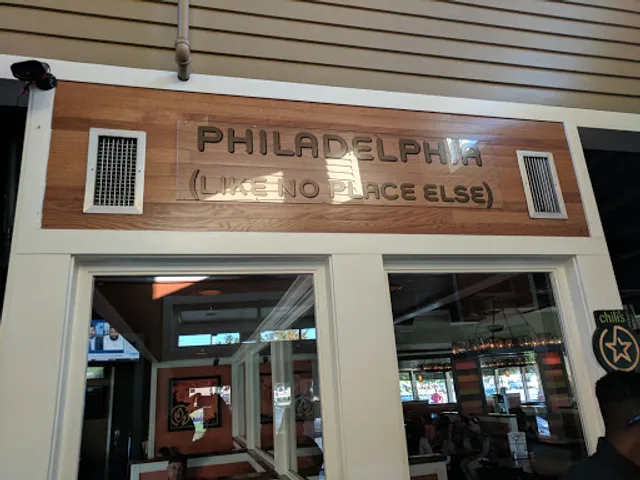 PHILADELPHIA
(LIKE NO PLACE ELSE)
chili's